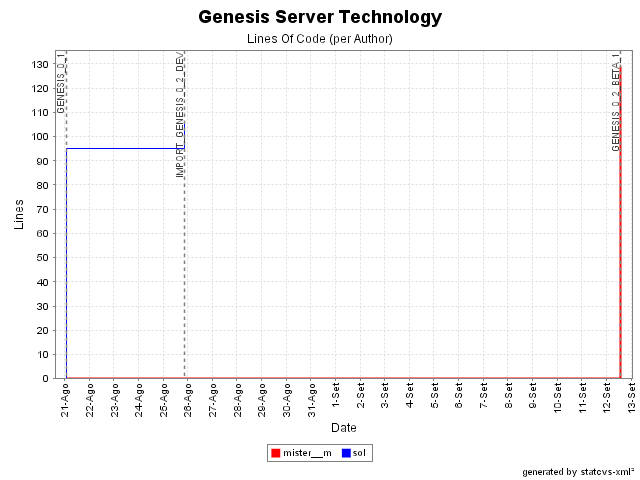 Genesis Server Technology
Lines Of Code (per Author)
GENESIS_0_1
IMPORT_GENESIS_0_2_DEV
GENESIS_0_2_BETA_1
Lines
130
120
110
100
90
80
70
60
50
40
30
20
10
0
21-Ago
22-Ago
23-Ago
24-Ago
25-Ago
26-Ago
27-Ago
28-Ago
29-Ago
30-Ago
31-Ago
1-Set
2-Set
3-Set
4-Set
5-Set
6-Set
7-Set
8-Set
9-Set
10-Set
11-Set
12-Set
13-Set
Date
mister__m
sol
generated by statcvs-xml²